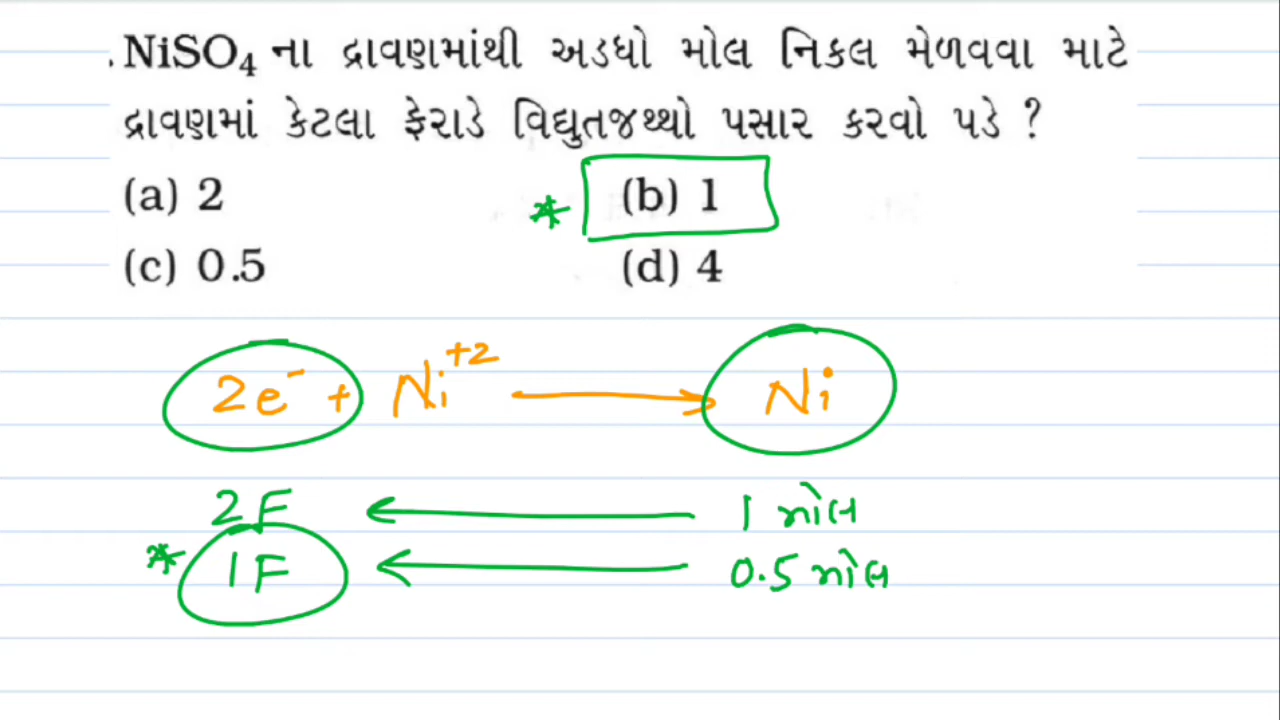 . NiSO₄ ના દ્રાવણમાંથી અડધો મોલ નિકલ મેળવવા માટે
દ્રાવણમાં કેટલા ફેરાડે વિદ્યુતજથ્થો પસાર કરવો પડે ?
(a) 2 * (b) 1
(c) 0.5 (d) 4
2e⁻ + Ni⁺² → Ni
2F ← 1 મોલ
* 1F ← 0.5 મોલ